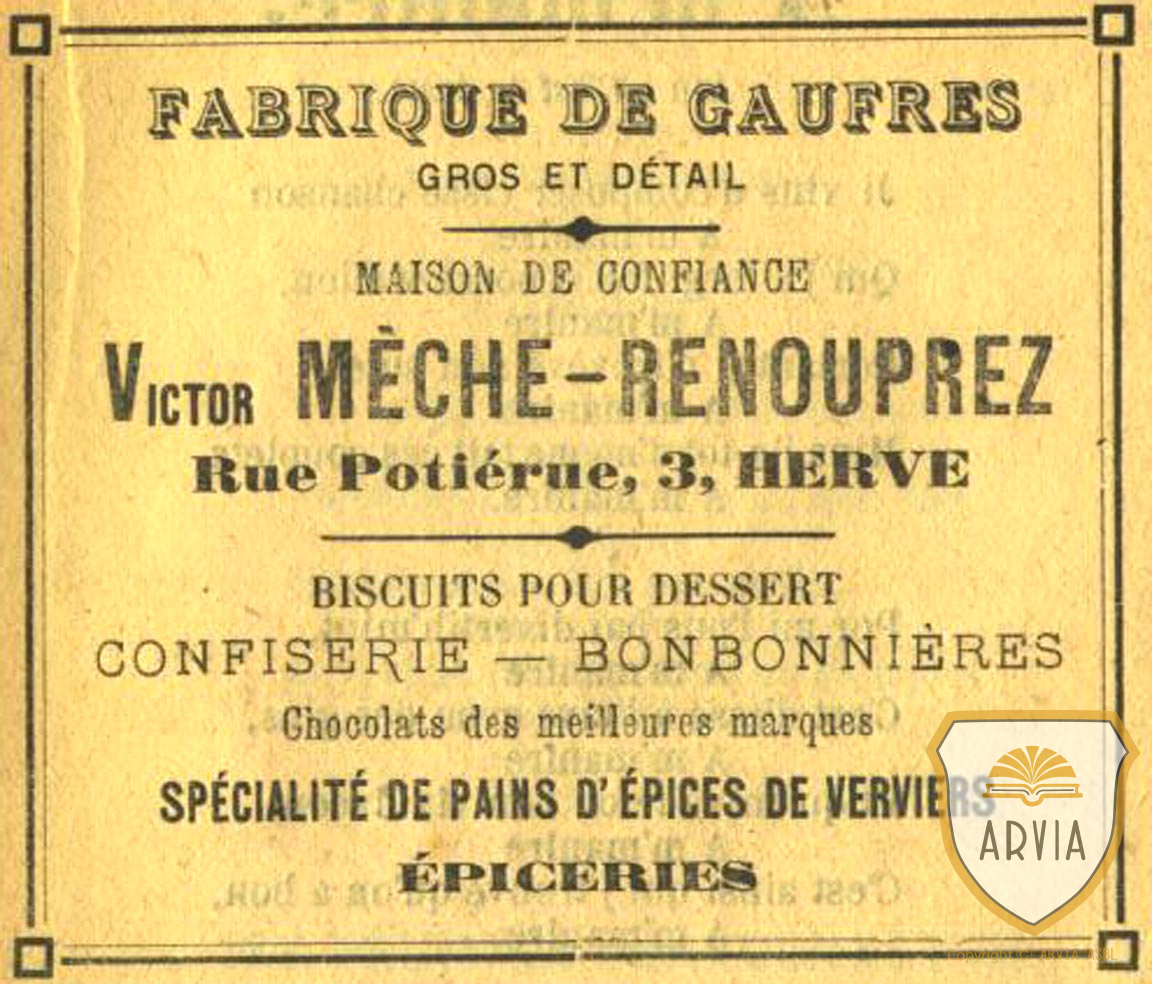 FABRIQUE DE GAUFRES
GROS ET DÉTAIL
MAISON DE CONFIANCE
VICTOR MÈCHE-RENOUPREZ
Rue Potiérue, 3, HERVE
BISCUITS POUR DESSERT
CONFISERIE — BONBONNIÈRES
Chocolats des meilleures marques
SPÉCIALITÉ DE PAINS D'ÉPICES DE VERVIERS
ÉPICERIES
ARVIA